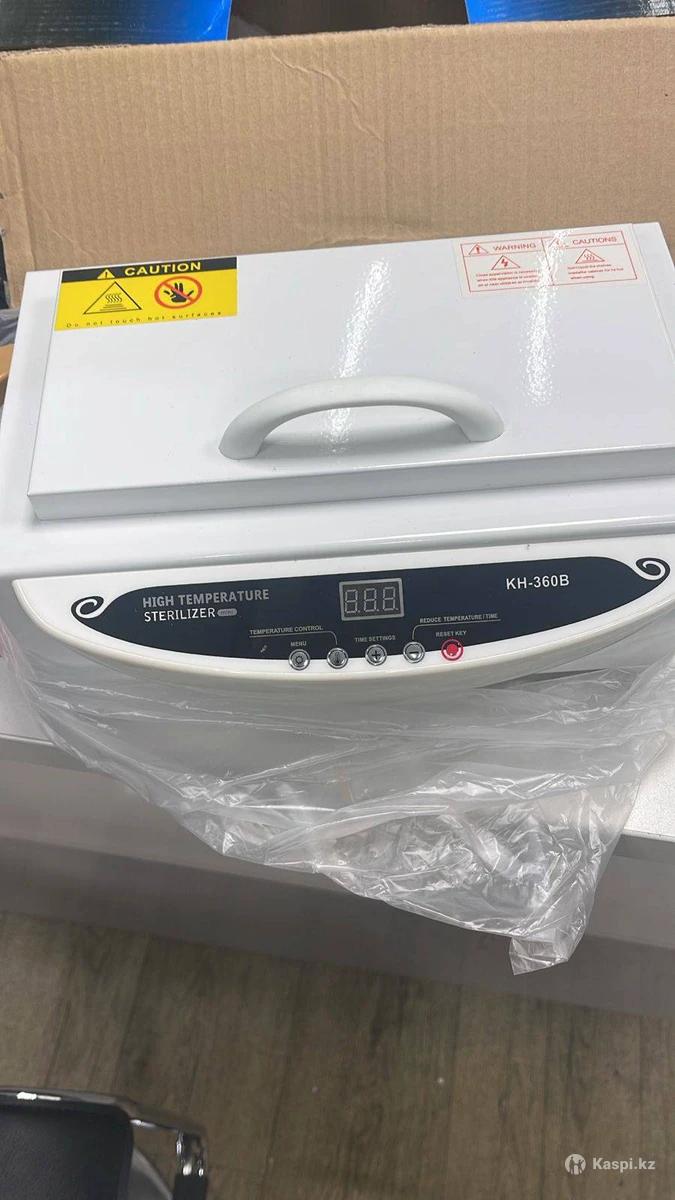 CAUTION
Do not touch hot surfaces
WARNING
CAUTIONS
HIGH TEMPERATURE
STERILIZER mini
KH-360B
TEMPERATURE CONTROL
REDUCE TEMPERATURE/TIME
MENU
TIME SETTINGS
RESET KEY
Kaspi.kz